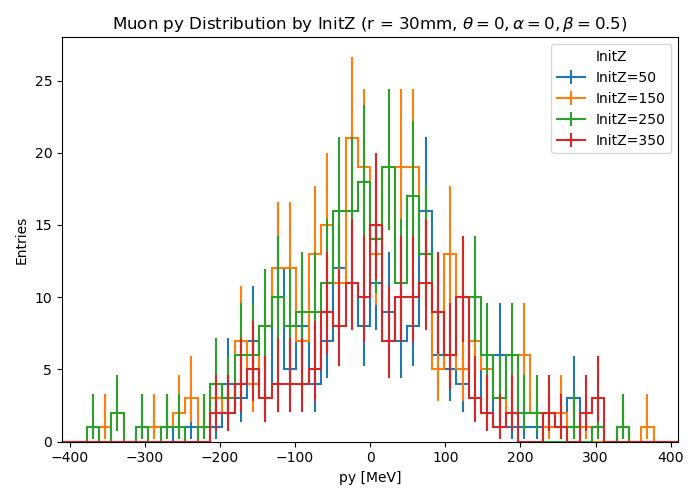 Muon py Distribution by InitZ (r = 30mm, θ = 0, α = 0, β = 0.5)
InitZ
InitZ=50
InitZ=150
InitZ=250
InitZ=350
25
20
15
10
5
0
Entries
−400 −300 −200 −100 0 100 200 300 400
py [MeV]